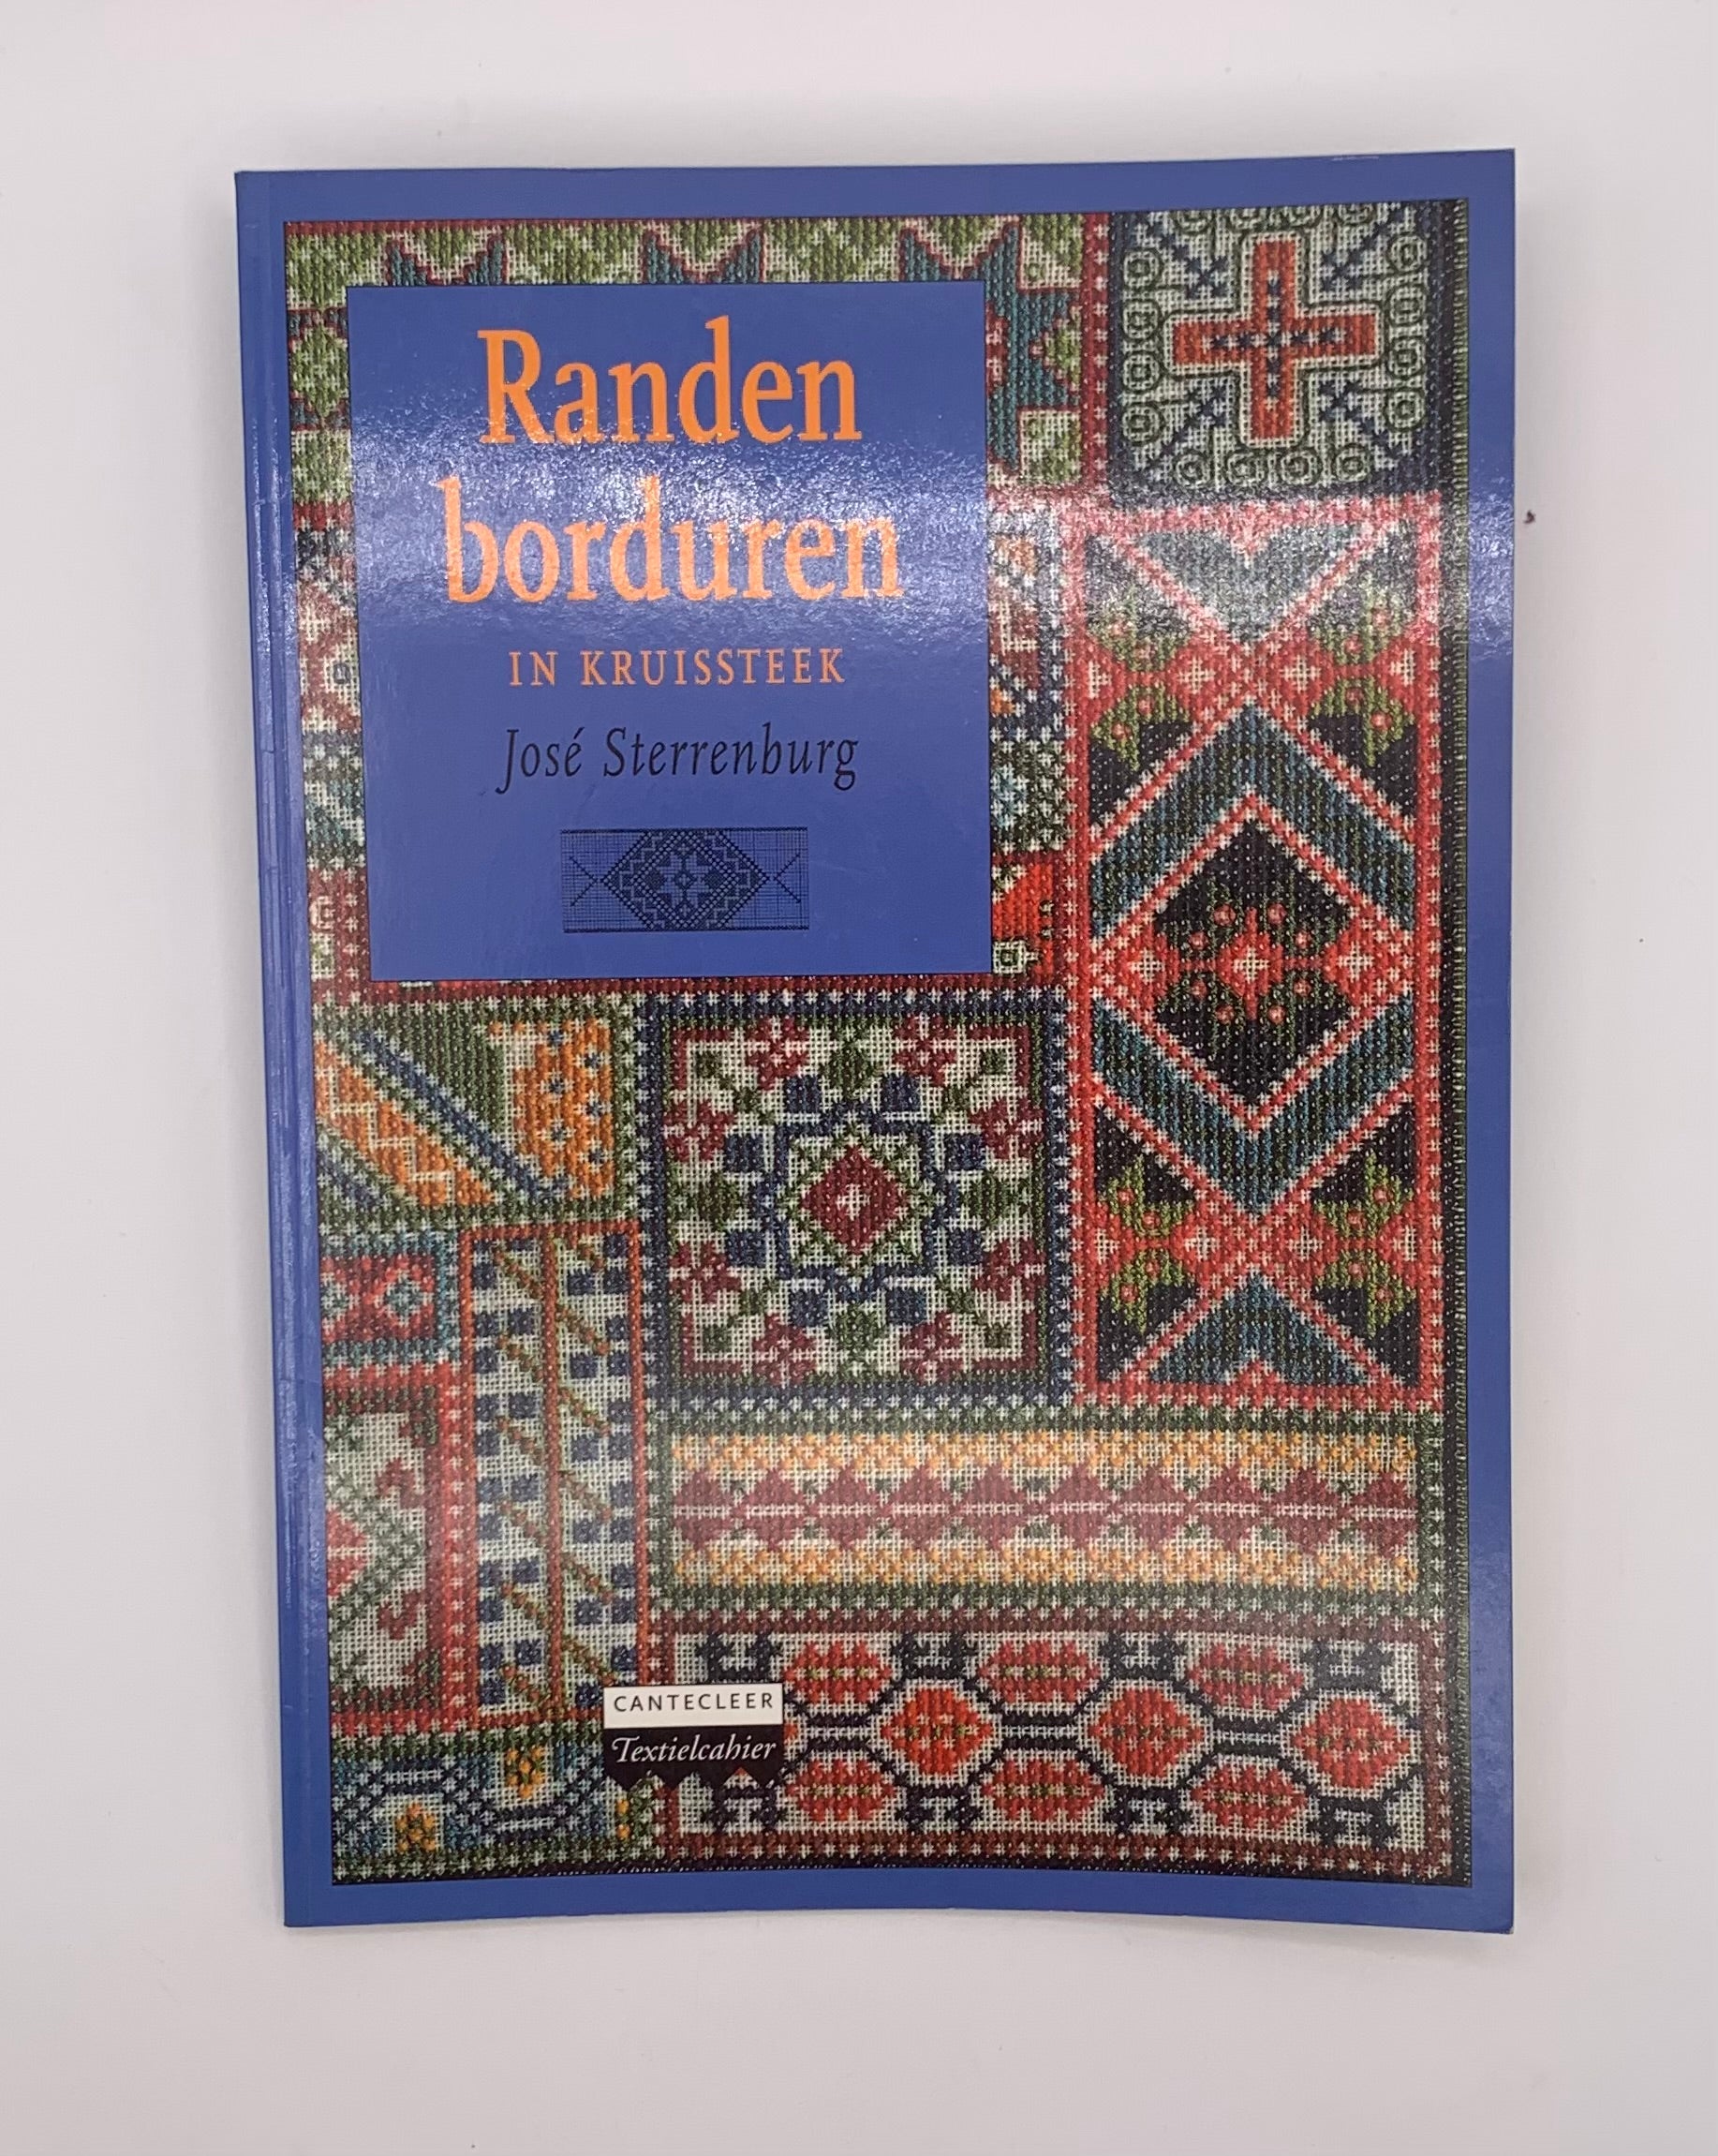 Randen
borduren
IN KRUISSTEEK
José Sterrenburg
CANTECLEER
Textielcahier